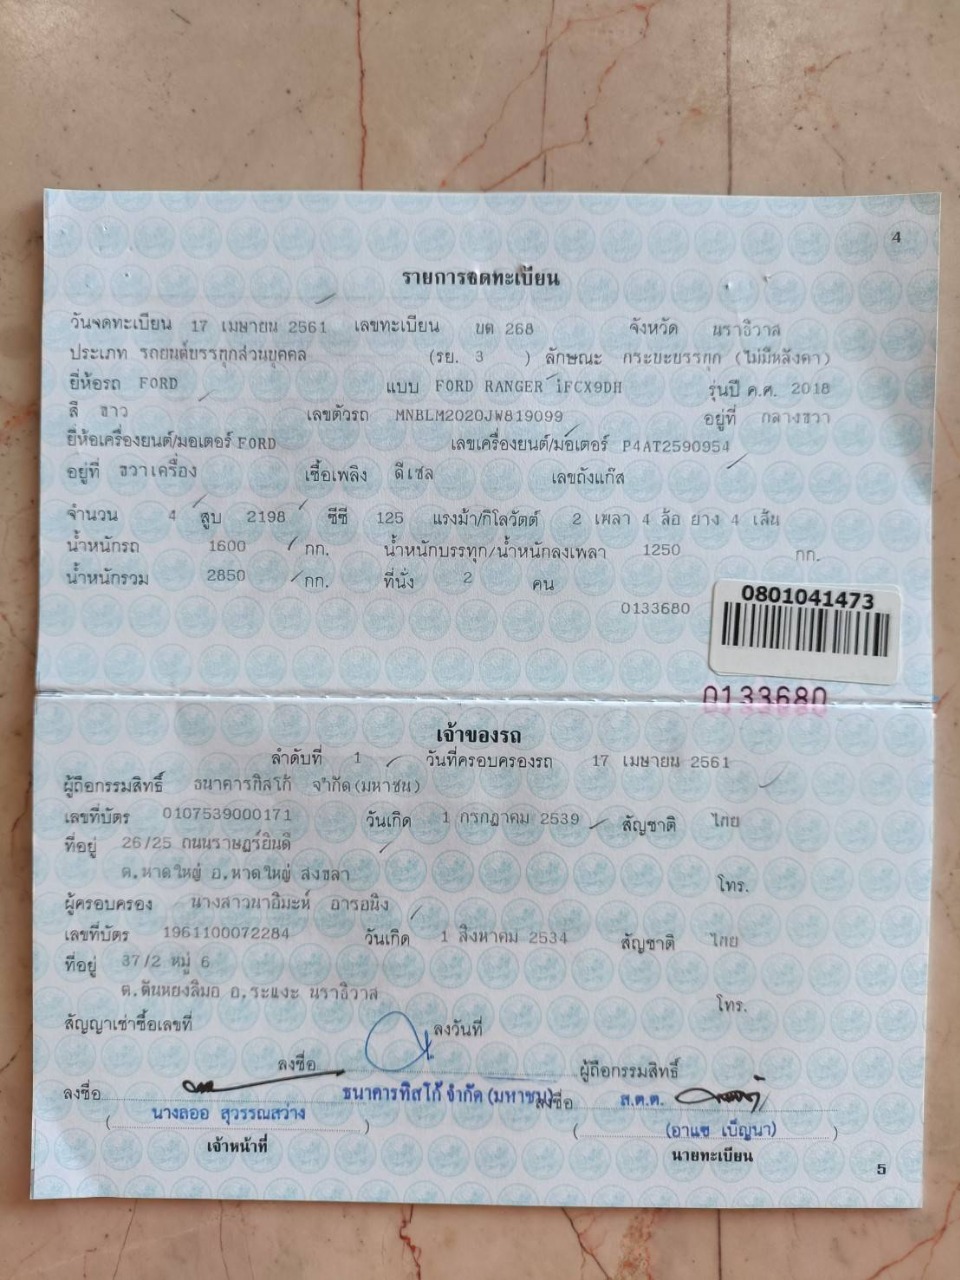 4
รายการจดทะเบียน
วันจดทะเบียน 17 เมษายน 2561 เลขทะเบียน บต 268 จังหวัด นราธิวาส
ประเภท รถยนต์บรรทุกส่วนบุคคล (รย. 3 ) ลักษณะ กระบะบรรทุก (ไม่มีหลังคา)
ยี่ห้อรถ FORD แบบ FORD RANGER iFCX9DH รุ่นปี ค.ศ. 2018
สี ขาว เลขตัวรถ MNBLM2020JW819099 อยู่ที่ กลางขวา
ยี่ห้อเครื่องยนต์/มอเตอร์ FORD เลขเครื่องยนต์/มอเตอร์ P4AT2590954
อยู่ที่ ขวาเครื่อง เชื้อเพลิง ดีเซล เลขถังแก๊ส
จำนวน 4 สูบ 2198 ซีซี 125 แรงม้า/กิโลวัตต์ 2 เพลา 4 ล้อ ยาง 4 เส้น
น้ำหนักรถ 1600 กก. น้ำหนักบรรทุก/น้ำหนักลงเพลา 1250 กก.
น้ำหนักรวม 2850 กก. ที่นั่ง 2 คน
0133680
0801041473
0133680
เจ้าของรถ
ลำดับที่ 1 วันที่ครอบครองรถ 17 เมษายน 2561
ผู้ถือกรรมสิทธิ์ ธนาคารทิสโก้ จำกัด(มหาชน)
เลขที่บัตร 0107539000171 วันเกิด 1 กรกฎาคม 2539 สัญชาติ ไทย
ที่อยู่ 26/25 ถนนราษฎร์ยินดี
ต.หาดใหญ่ อ.หาดใหญ่ สงขลา โทร.
ผู้ครอบครอง นางสาวนาอิมะห์ อารอมิง
เลขที่บัตร 1961100072284 วันเกิด 1 สิงหาคม 2534 สัญชาติ ไทย
ที่อยู่ 37/2 หมู่ 6
ต.ตันหยงลิมอ อ.ระแงะ นราธิวาส โทร.
สัญญาเช่าซื้อเลขที่ ลงวันที่
ลงชื่อ ผู้ถือกรรมสิทธิ์
ลงชื่อ ธนาคารทิสโก้ จำกัด (มหาชน) ลงชื่อ ส.ต.ต.
(นางลออ สุวรรณสว่าง) (อาแซ เบ็ญนา)
เจ้าหน้าที่ นายทะเบียน
5